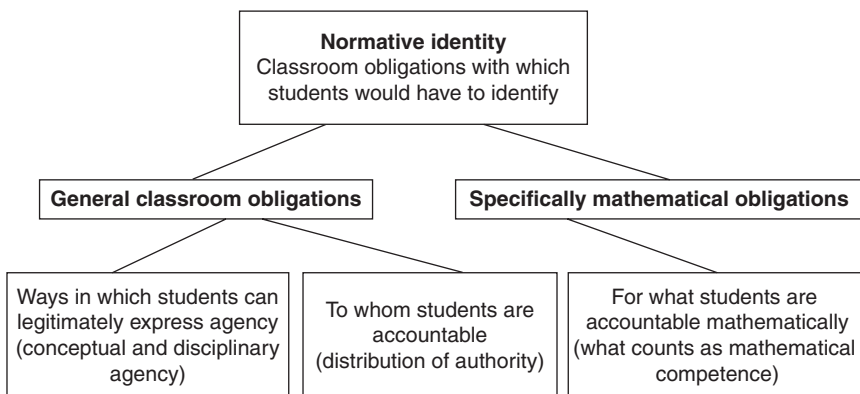 Normative identity
Classroom obligations with which
students would have to identify
General classroom obligations
Specifically mathematical obligations
Ways in which students can
legitimately express agency
(conceptual and disciplinary
agency)
To whom students are
accountable
(distribution of authority)
For what students are
accountable mathematically
(what counts as mathematical
competence)